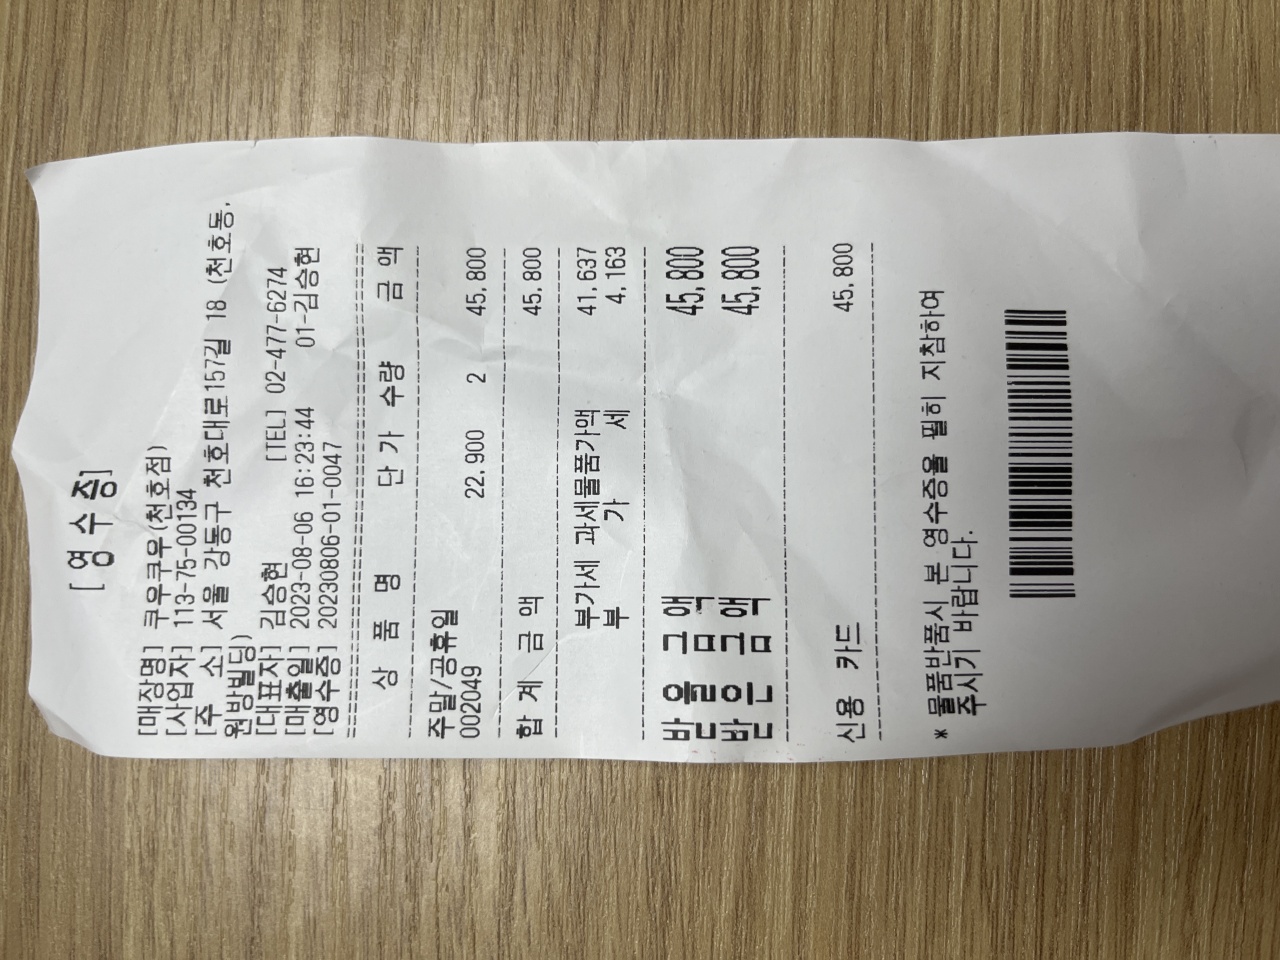 [영수증]
[매장명] 쿠우쿠우(천호점)
[사업자] 113-75-00134
[주 소] 서울 강동구 천호대로157길 18 (천호동,
원방빌딩)
[대표자] 김승현 [TEL] 02-477-6274
[매출일] 2023-08-06 16:23:44 01-김승현
[영수증] 20230806-01-0047
상 품 명 단 가 수량 금 액
주말/공휴일
002049 22,900 2 45,800
합 계 금 액 45,800
부가세 과세물품가액 41,637
부 가 세 4,163
받을금액 45,800
받은금액 45,800
신용 카드 45,800
* 물품반품시 본 영수증을 필히 지참하여
주시기 바랍니다.